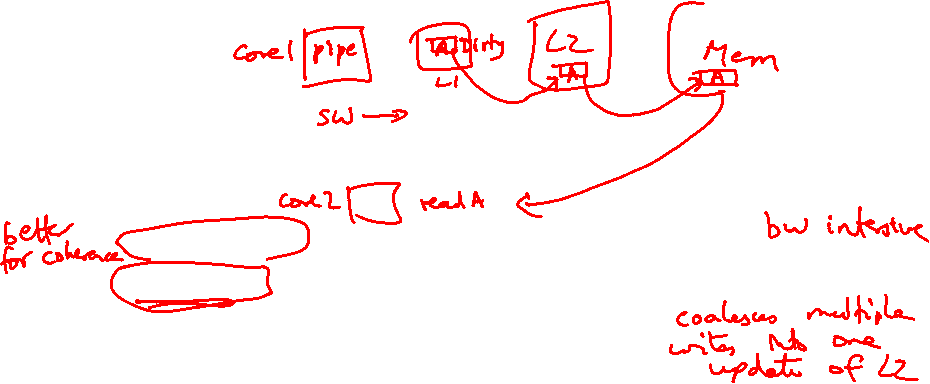 core1 pipe A Dirty L2 Mem
L1 A A
SW
core2 read A
better
for coherence
bw intensive
coalesces multiple
writes into one
update of L2